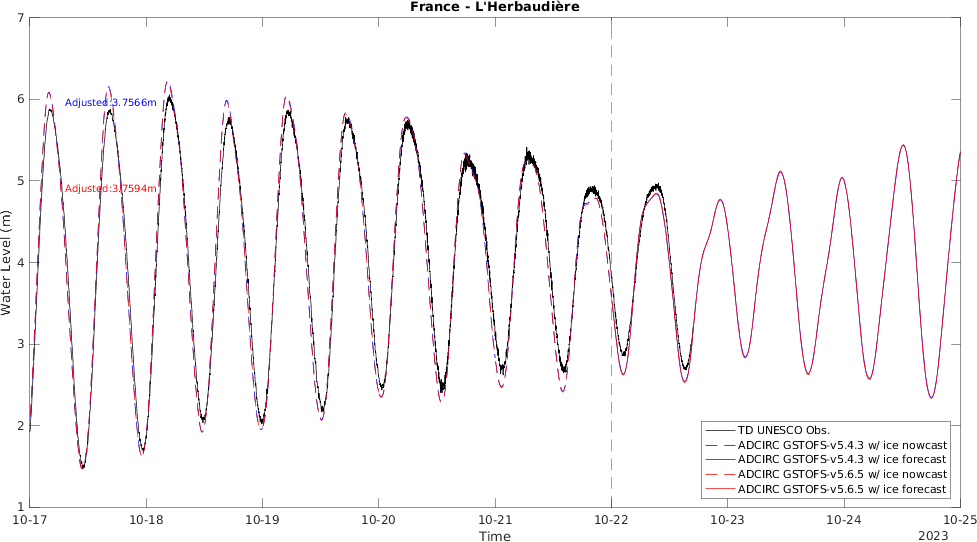 France - L'Herbaudière
7
6
5
4
3
2
1
Water Level (m)
Adjusted:3.7566m
Adjusted:3.7594m
TD UNESCO Obs.
ADCIRC GSTOFS-v5.4.3 w/ ice nowcast
ADCIRC GSTOFS-v5.4.3 w/ ice forecast
ADCIRC GSTOFS-v5.6.5 w/ ice nowcast
ADCIRC GSTOFS-v5.6.5 w/ ice forecast
10-17 10-18 10-19 10-20 10-21 10-22 10-23 10-24 10-25
Time
2023